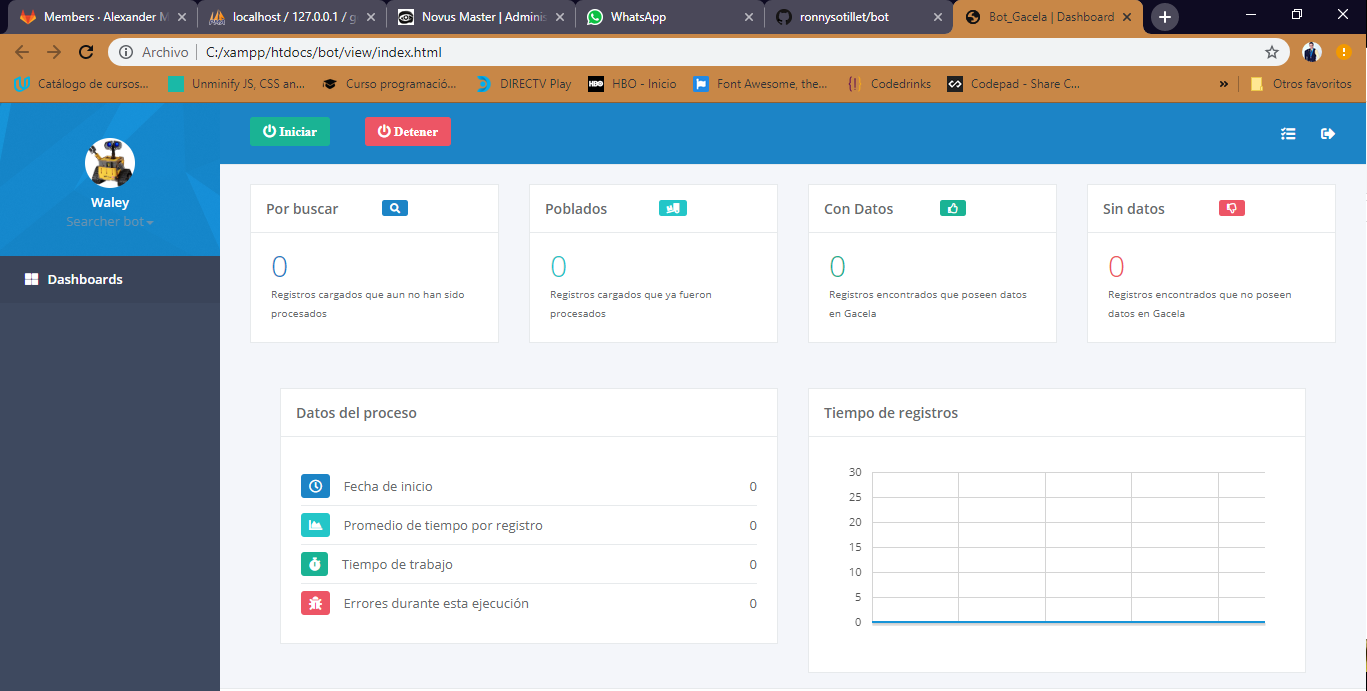 Members · Alexander M
localhost / 127.0.0.1 / g
Novus Master | Adminis
WhatsApp
ronnysotillet/bot
Bot_Gacela | Dashboard
Archivo
C:/xampp/htdocs/bot/view/index.html
Catálogo de cursos...
Unminify JS, CSS an...
Curso programació...
DIRECTV Play
HBO
HBO - Inicio
Font Awesome, the...
Codedrinks
Codepad - Share C...
»
Otros favoritos
Iniciar
Detener
Waley
Searcher bot
Dashboards
Por buscar
0
Registros cargados que aun no han sido
procesados
Poblados
0
Registros cargados que ya fueron
procesados
Con Datos
0
Registros encontrados que poseen datos
en Gacela
Sin datos
0
Registros encontrados que no poseen
datos en Gacela
Datos del proceso
Fecha de inicio 0
Promedio de tiempo por registro 0
Tiempo de trabajo 0
Errores durante esta ejecución 0
Tiempo de registros
30
25
20
15
10
5
0